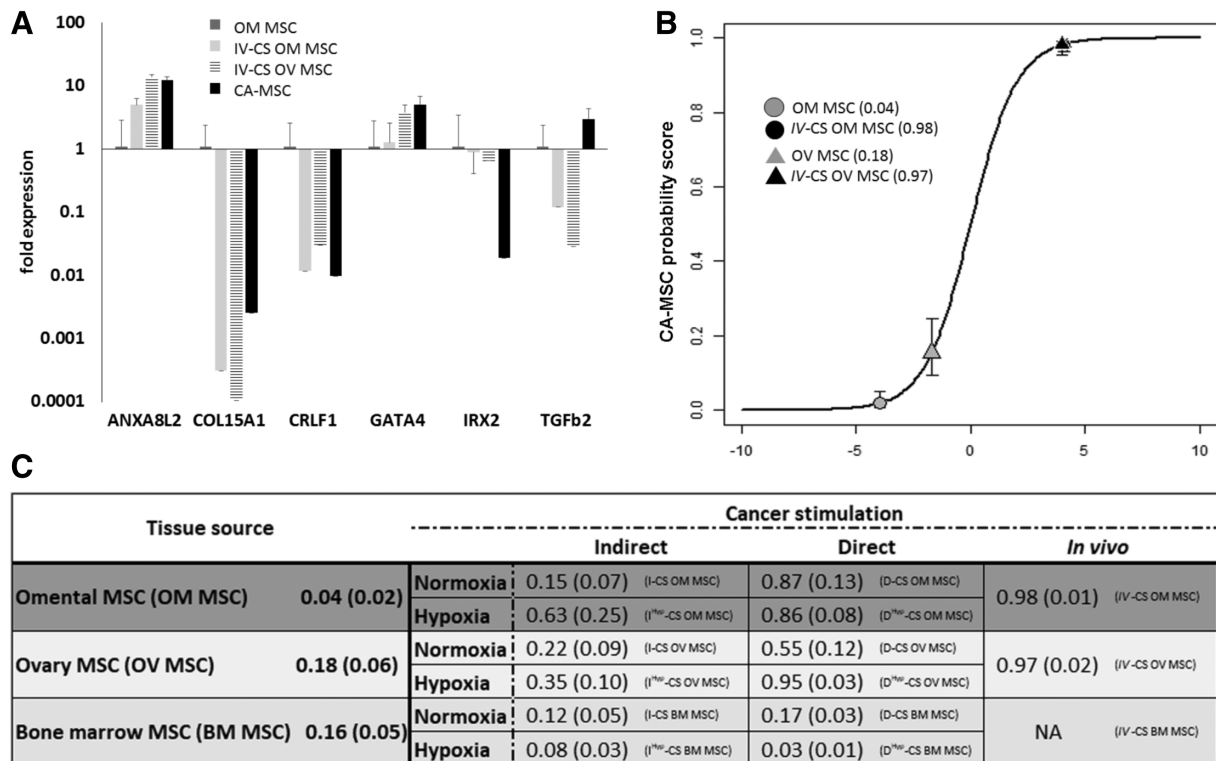 A
100
10
1
0.1
0.01
0.001
0.0001
fold expression
OM MSC
IV-CS OM MSC
IV-CS OV MSC
CA-MSC
ANXA8L2 COL15A1 CRLF1 GATA4 IRX2 TGFb2
B
CA-MSC probability score
1.0
0.8
0.6
0.4
0.2
0.0
OM MSC (0.04)
IV-CS OM MSC (0.98)
OV MSC (0.18)
IV-CS OV MSC (0.97)
-10 -5 0 5 10
C
Tissue source
Cancer stimulation
Indirect Direct In vivo
Omental MSC (OM MSC) 0.04 (0.02)
Normoxia 0.15 (0.07) (I-CS OM MSC) 0.87 (0.13) (D-CS OM MSC)
Hypoxia 0.63 (0.25) (IHyp-CS OM MSC) 0.86 (0.08) (DHyp-CS OM MSC)
0.98 (0.01) (IV-CS OM MSC)
Ovary MSC (OV MSC) 0.18 (0.06)
Normoxia 0.22 (0.09) (I-CS OV MSC) 0.55 (0.12) (D-CS OV MSC)
Hypoxia 0.35 (0.10) (IHyp-CS OV MSC) 0.95 (0.03) (DHyp-CS OV MSC)
0.97 (0.02) (IV-CS OV MSC)
Bone marrow MSC (BM MSC) 0.16 (0.05)
Normoxia 0.12 (0.05) (I-CS BM MSC) 0.17 (0.03) (D-CS BM MSC)
Hypoxia 0.08 (0.03) (IHyp-CS BM MSC) 0.03 (0.01) (DHyp-CS BM MSC)
NA (IV-CS BM MSC)